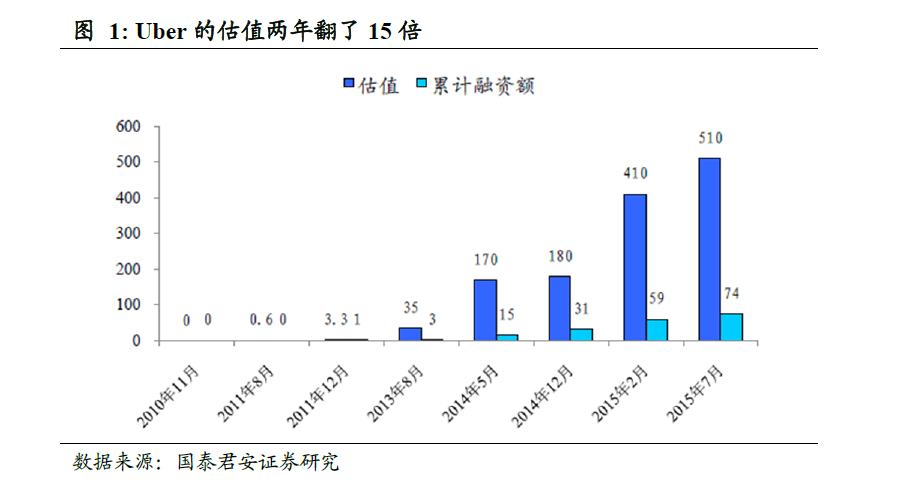 图 1: Uber 的估值两年翻了 15 倍
估值 累计融资额
600
500
400
300
200
100
0
0 0
0.6 0
3.3 1
35 3
170 15
180 31
410 59
510 74
2010年11月
2011年8月
2011年12月
2013年8月
2014年5月
2014年12月
2015年2月
2015年7月
数据来源：国泰君安证券研究